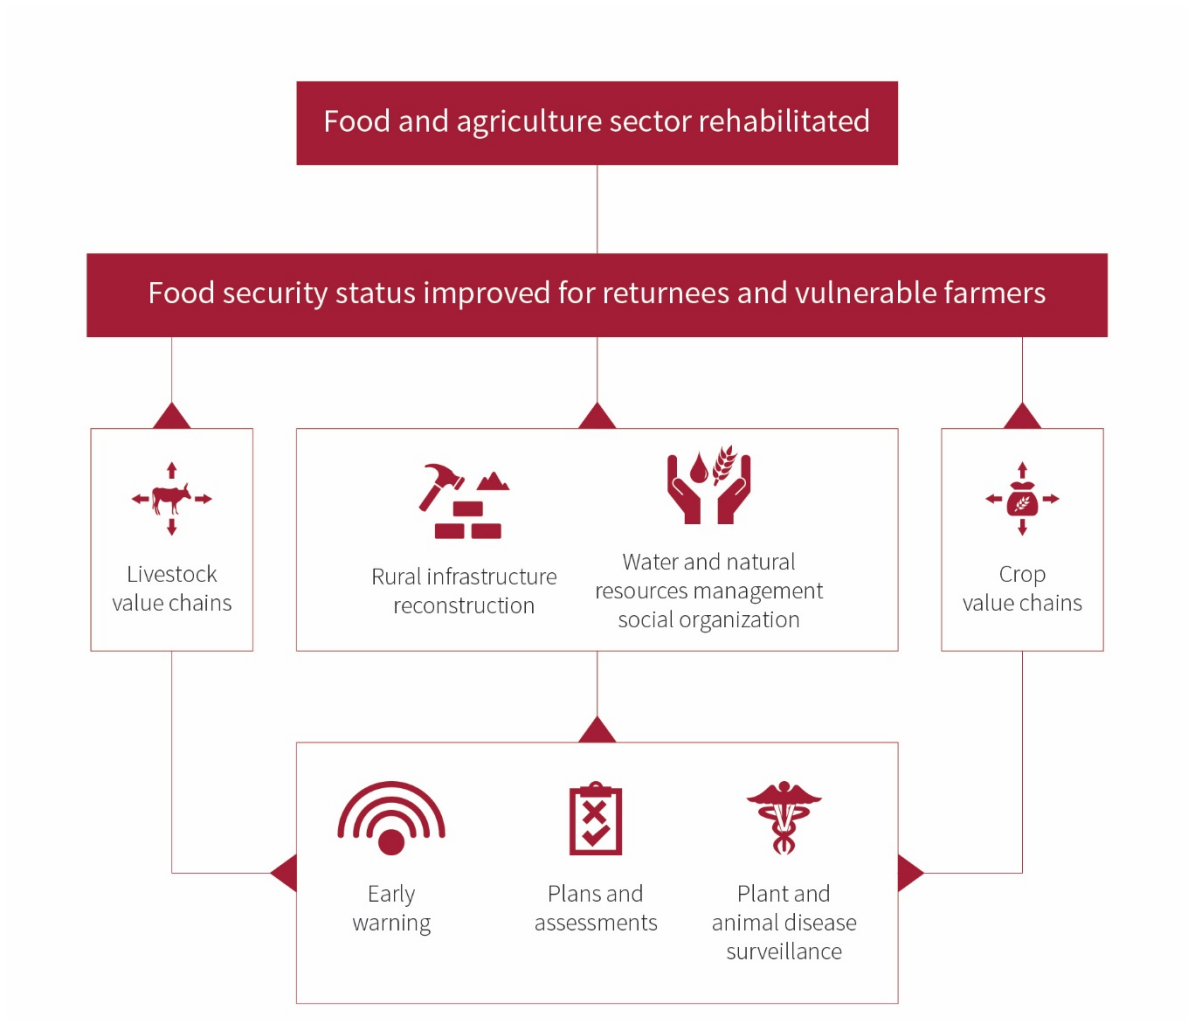 Food and agriculture sector rehabilitated
Food security status improved for returnees and vulnerable farmers
Livestock
value chains
Rural infrastructure
reconstruction
Water and natural
resources management
social organization
Crop
value chains
Early
warning
Plans and
assessments
Plant and
animal disease
surveillance